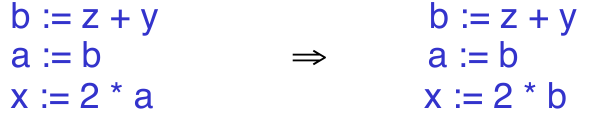 b := z + y b := z + y
a := b ⇒ a := b
x := 2 * a x := 2 * b